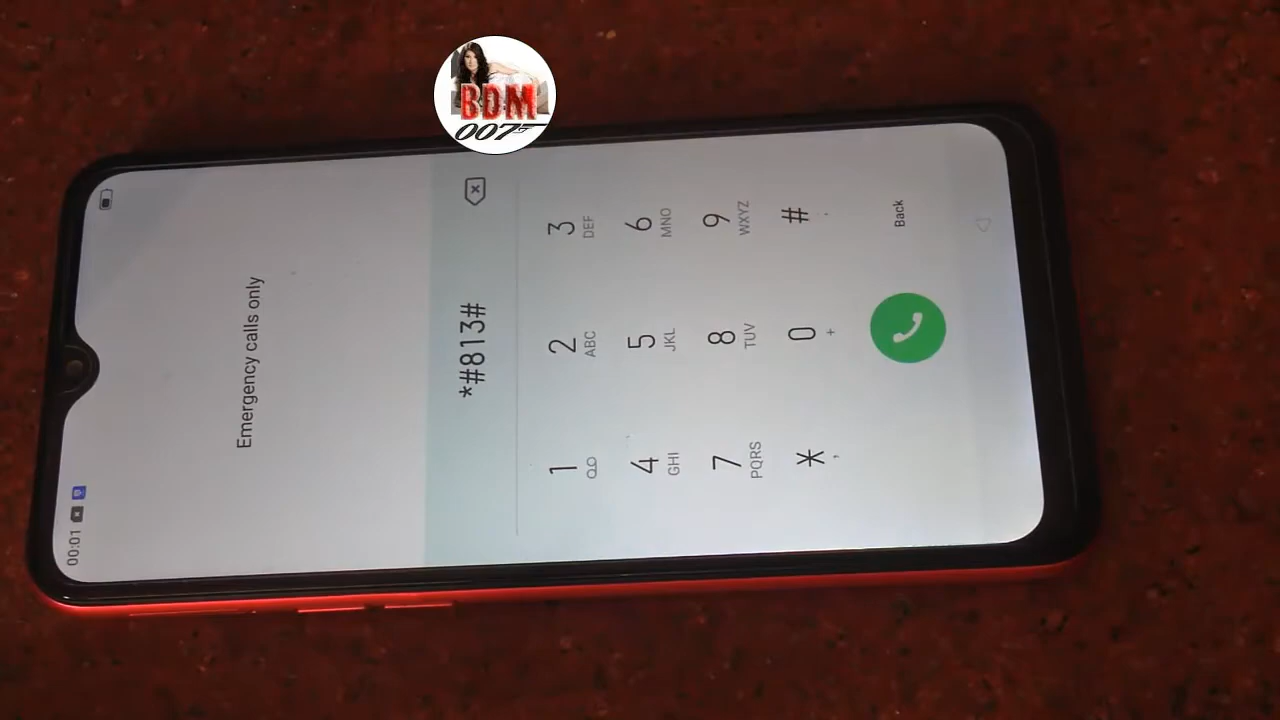 BDM
007
00:01
Emergency calls only
*#813#
1 2 ABC 3 DEF
4 GHI 5 JKL 6 MNO
7 PQRS 8 TUV 9 WXYZ
* , 0 + #
Back